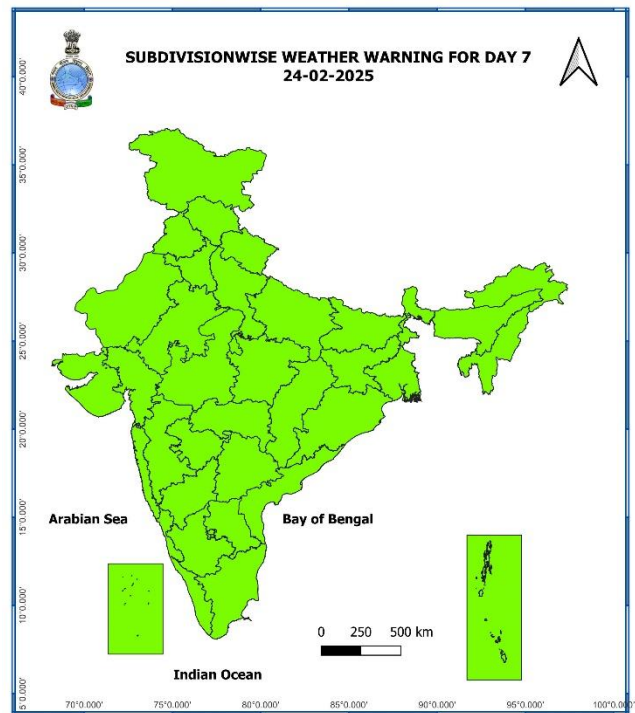 SUBDIVISIONWISE WEATHER WARNING FOR DAY 7
24-02-2025
40°0.000'
35°0.000'
30°0.000'
25°0.000'
20°0.000'
15°0.000'
10°0.000'
5°0.000'
Arabian Sea
Bay of Bengal
0 250 500 km
Indian Ocean
70°0.000' 75°0.000' 80°0.000' 85°0.000' 90°0.000' 95°0.000' 100°0.000'